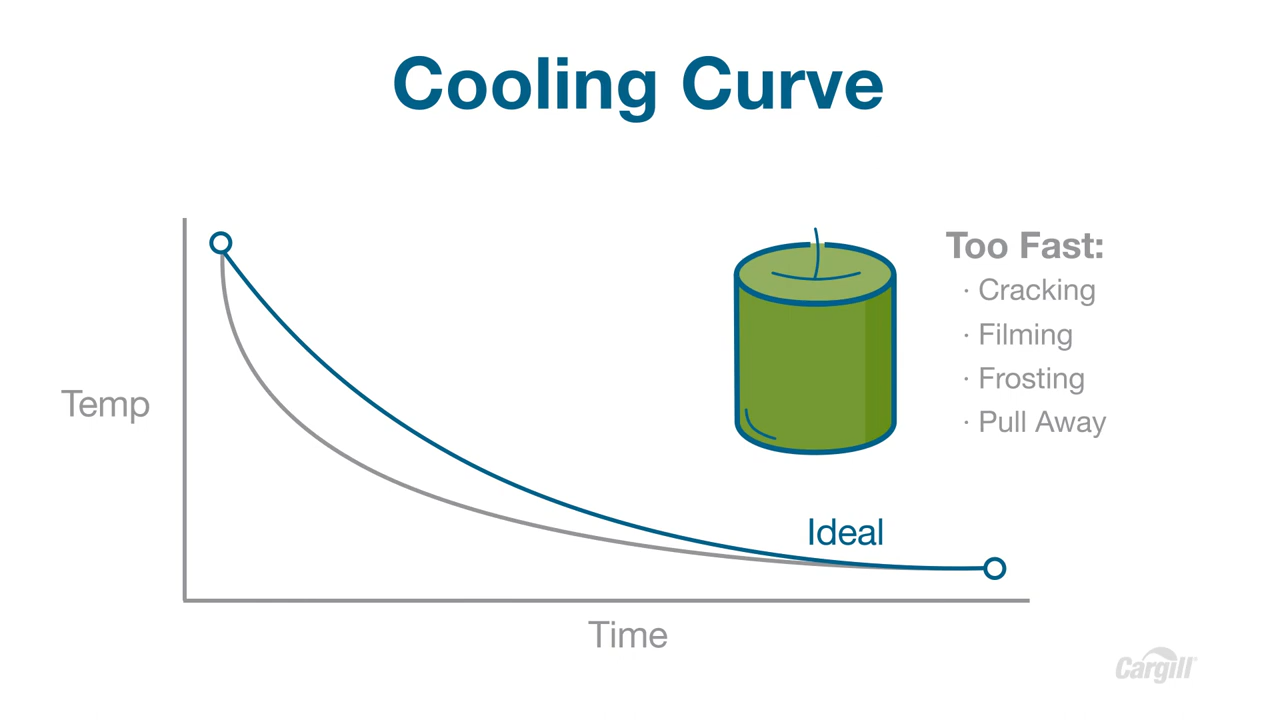 Cooling Curve
Too Fast:
· Cracking
· Filming
· Frosting
· Pull Away
Temp
Ideal
Time
Cargill